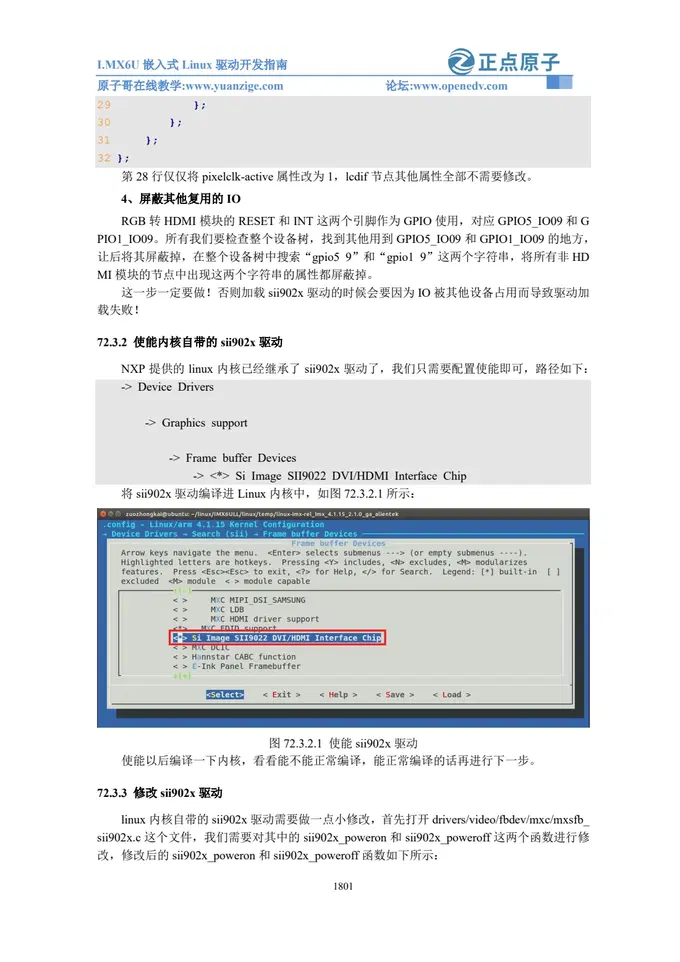 I.MX6U 嵌入式 Linux 驱动开发指南
正点原子
原子哥在线教学:www.yuanzige.com 论坛:www.openedv.com
29 };
30 };
31 };
32 };
第 28 行仅仅将 pixelclk-active 属性改为 1，lcdif 节点其他属性全部不需要修改。
4、屏蔽其他复用的 IO
RGB 转 HDMI 模块的 RESET 和 INT 这两个引脚作为 GPIO 使用，对应 GPIO5_IO09 和 G
PIO1_IO09。所有我们要检查整个设备树，找到其他用到 GPIO5_IO09 和 GPIO1_IO09 的地方，
让后将其屏蔽掉，在整个设备树中搜索“gpio5 9”和“gpio1 9”这两个字符串，将所有非 HD
MI 模块的节点中出现这两个字符串的属性都屏蔽掉。
这一步一定要做！否则加载 sii902x 驱动的时候会要因为 IO 被其他设备占用而导致驱动加
载失败！
72.3.2 使能内核自带的 sii902x 驱动
NXP 提供的 linux 内核已经继承了 sii902x 驱动了，我们只需要配置使能即可，路径如下：
-> Device Drivers
-> Graphics support
-> Frame buffer Devices
-> <*> Si Image SII9022 DVI/HDMI Interface Chip
将 sii902x 驱动编译进 Linux 内核中，如图 72.3.2.1 所示：
zuozhongkai@ubuntu: ~/linux/IMX6ULL/linux/temp/linux-imx-rel_imx_4.1.15_2.1.0_ga_alientek
.config - Linux/arm 4.1.15 Kernel Configuration
→ Device Drivers → Search (sii) → Frame buffer Devices
Frame buffer Devices
Arrow keys navigate the menu. <Enter> selects submenus ---> (or empty submenus ----).
Highlighted letters are hotkeys. Pressing <Y> includes, <N> excludes, <M> modularizes
features. Press <Esc><Esc> to exit, <?> for Help, </> for Search. Legend: [*] built-in [ ]
excluded <M> module < > module capable
^(-)
< > MXC MIPI_DSI_SAMSUNG
< > MXC LDB
< > MXC HDMI driver support
<*> MXC EDID support
<*> Si Image SII9022 DVI/HDMI Interface Chip
< > MXC DCIC
< > Hannstar CABC function
< > E-Ink Panel Framebuffer
↓(+)
<Select> < Exit > < Help > < Save > < Load >
图 72.3.2.1 使能 sii902x 驱动
使能以后编译一下内核，看看能不能正常编译，能正常编译的话再进行下一步。
72.3.3 修改 sii902x 驱动
linux 内核自带的 sii902x 驱动需要做一点小修改，首先打开 drivers/video/fbdev/mxc/mxsfb_
sii902x.c 这个文件，我们需要对其中的 sii902x_poweron 和 sii902x_poweroff 这两个函数进行修
改，修改后的 sii902x_poweron 和 sii902x_poweroff 函数如下所示：
1801